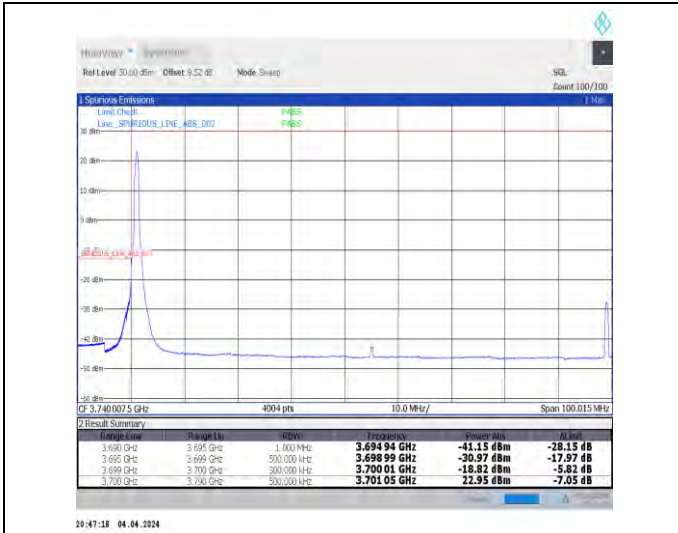 MultiView Spectrum
Ref Level 30.00 dBm Offset 9.52 dB Mode Sweep SGL
Count 100/100
1 Spurious Emissions 1 Max
Limit Check PASS
Line _SPURIOUS_LINE_ABS_D02 PASS
30 dBm
20 dBm
10 dBm
0 dBm
-20 dBm
-30 dBm
-40 dBm
-50 dBm
-60 dBm
CF 3.7400075 GHz 4004 pts 10.0 MHz/ Span 100.015 MHz
2 Result Summary
Range Low Range Up RBW Frequency Power Abs ΔLimit
3.690 GHz 3.695 GHz 1.000 MHz 3.694 94 GHz -41.15 dBm -28.15 dB
3.695 GHz 3.699 GHz 500.000 kHz 3.698 99 GHz -30.97 dBm -17.97 dB
3.699 GHz 3.700 GHz 300.000 kHz 3.700 01 GHz -18.82 dBm -5.82 dB
3.700 GHz 3.790 GHz 500.000 kHz 3.701 05 GHz 22.95 dBm -7.05 dB
20:47:18 04.04.2024